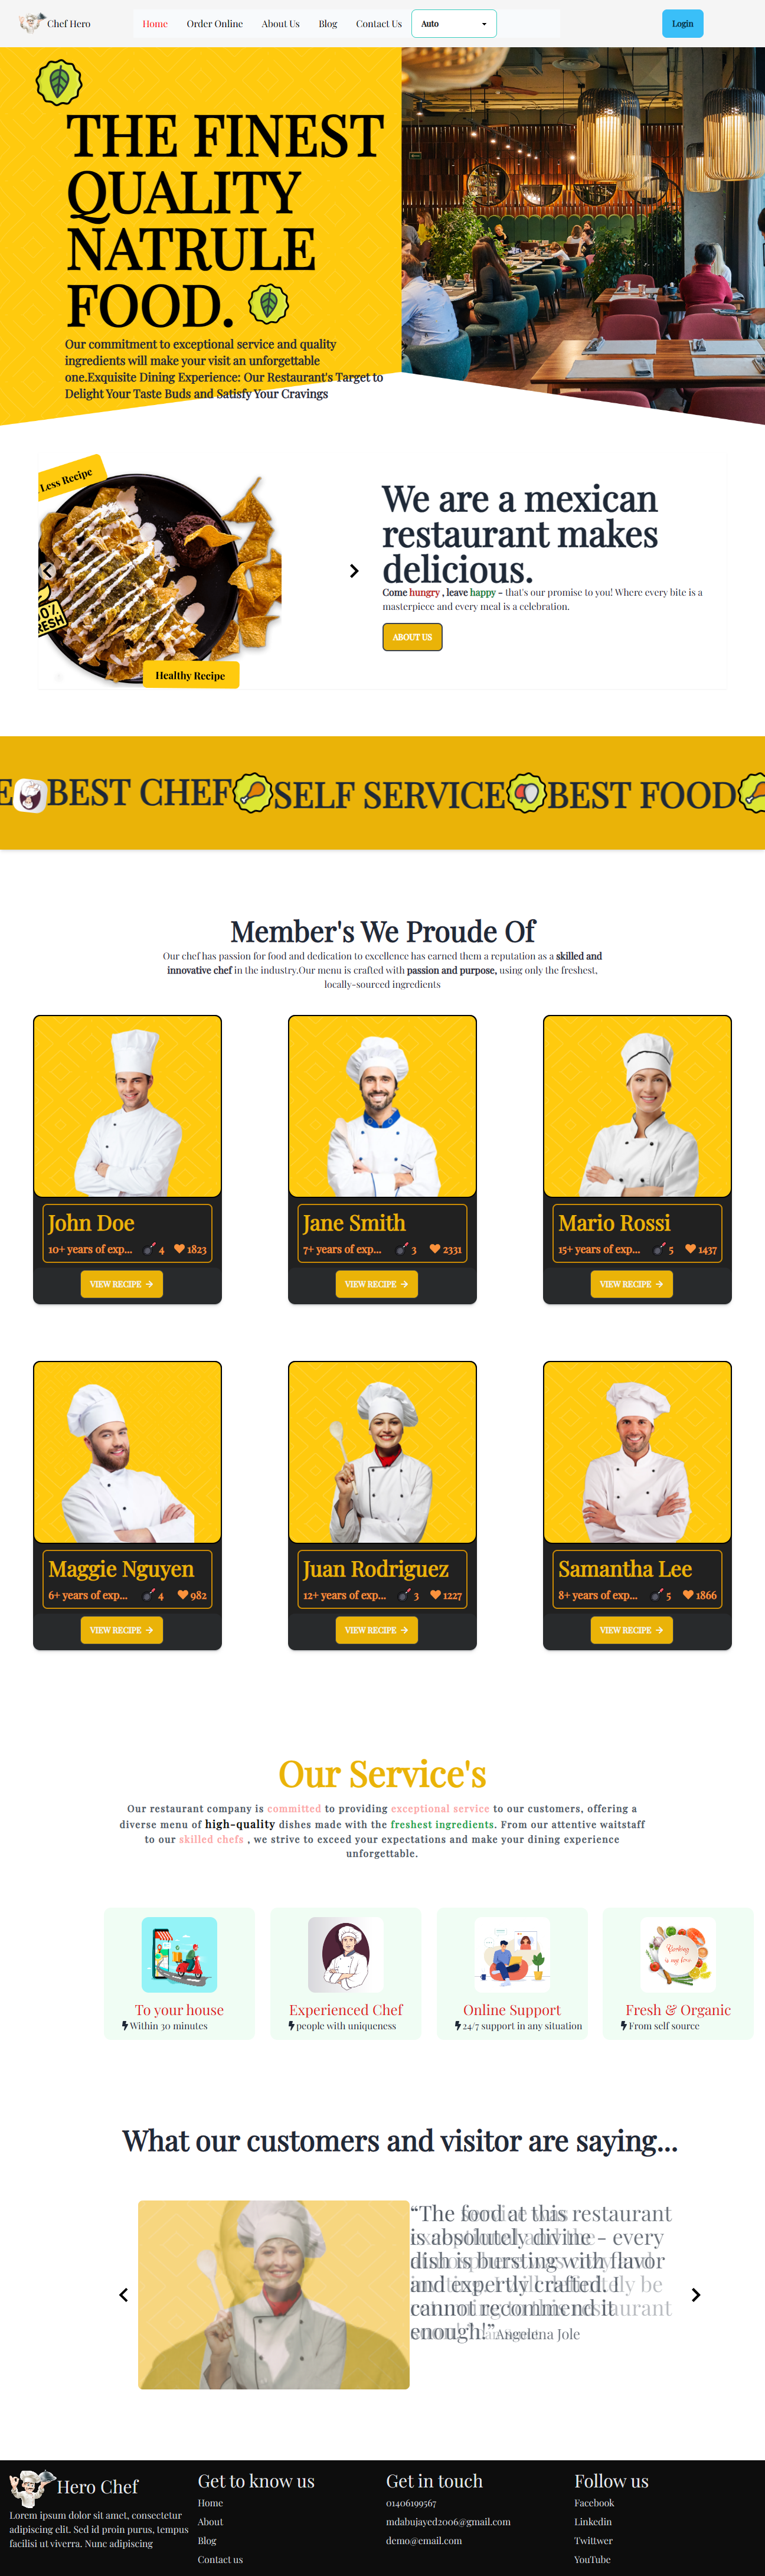 Chef Hero
Home
Order Online
About Us
Blog
Contact Us
Auto
Login
THE FINEST
QUALITY
NATRULE
FOOD.
Our commitment to exceptional service and quality
ingredients will make your visit an unforgettable
one.Exquisite Dining Experience: Our Restaurant's Target to
Delight Your Taste Buds and Satisfy Your Cravings
Less Recipe
Healthy Recipe
We are a mexican
restaurant makes
delicious.
Come hungry , leave happy - that's our promise to you! Where every bite is a
masterpiece and every meal is a celebration.
ABOUT US
E BEST CHEF SELF SERVICE BEST FOOD
Member's We Proude Of
Our chef has passion for food and dedication to excellence has earned them a reputation as a skilled and
innovative chef in the industry.Our menu is crafted with passion and purpose, using only the freshest,
locally-sourced ingredients
John Doe
10+ years of exp... 4 1823
VIEW RECIPE
Jane Smith
7+ years of exp... 3 2331
VIEW RECIPE
Mario Rossi
15+ years of exp... 5 1437
VIEW RECIPE
Maggie Nguyen
6+ years of exp... 4 982
VIEW RECIPE
Juan Rodriguez
12+ years of exp... 3 1227
VIEW RECIPE
Samantha Lee
8+ years of exp... 5 1866
VIEW RECIPE
Our Service's
Our restaurant company is committed to providing exceptional service to our customers, offering a
diverse menu of high-quality dishes made with the freshest ingredients. From our attentive waitstaff
to our skilled chefs , we strive to exceed your expectations and make your dining experience
unforgettable.
To your house
Within 30 minutes
Experienced Chef
people with uniqueness
Online Support
24/7 support in any situation
Fresh & Organic
From self source
What our customers and visitor are saying...
“The food at this restaurant
is absolutely divine - every
dish is bursting with flavor
and expertly crafted. I
cannot recommend it
enough!”
Angelena Jole
Hero Chef
Lorem ipsum dolor sit amet, consectetur
adipiscing elit. Sed id proin purus, tempus
facilisi ut viverra. Nunc adipiscing
Get to know us
Home
About
Blog
Contact us
Get in touch
01406199567
mdabujayed2006@gmail.com
demo@email.com
Follow us
Facebook
Linkedin
Twittwer
YouTube